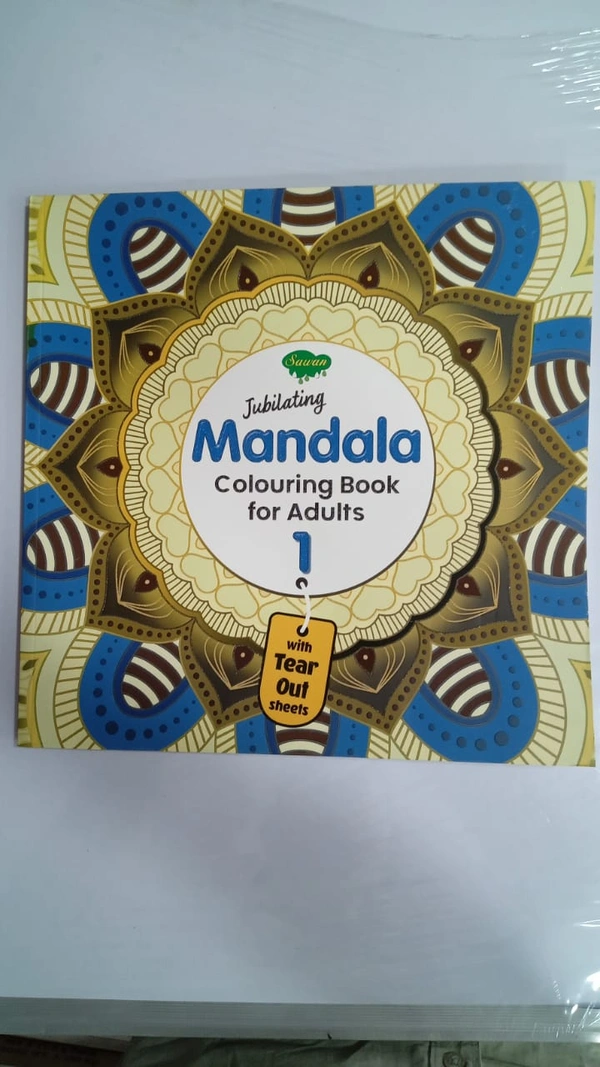 Sawan
Jubilating
Mandala
Colouring Book
for Adults
1
with
Tear
Out
sheets